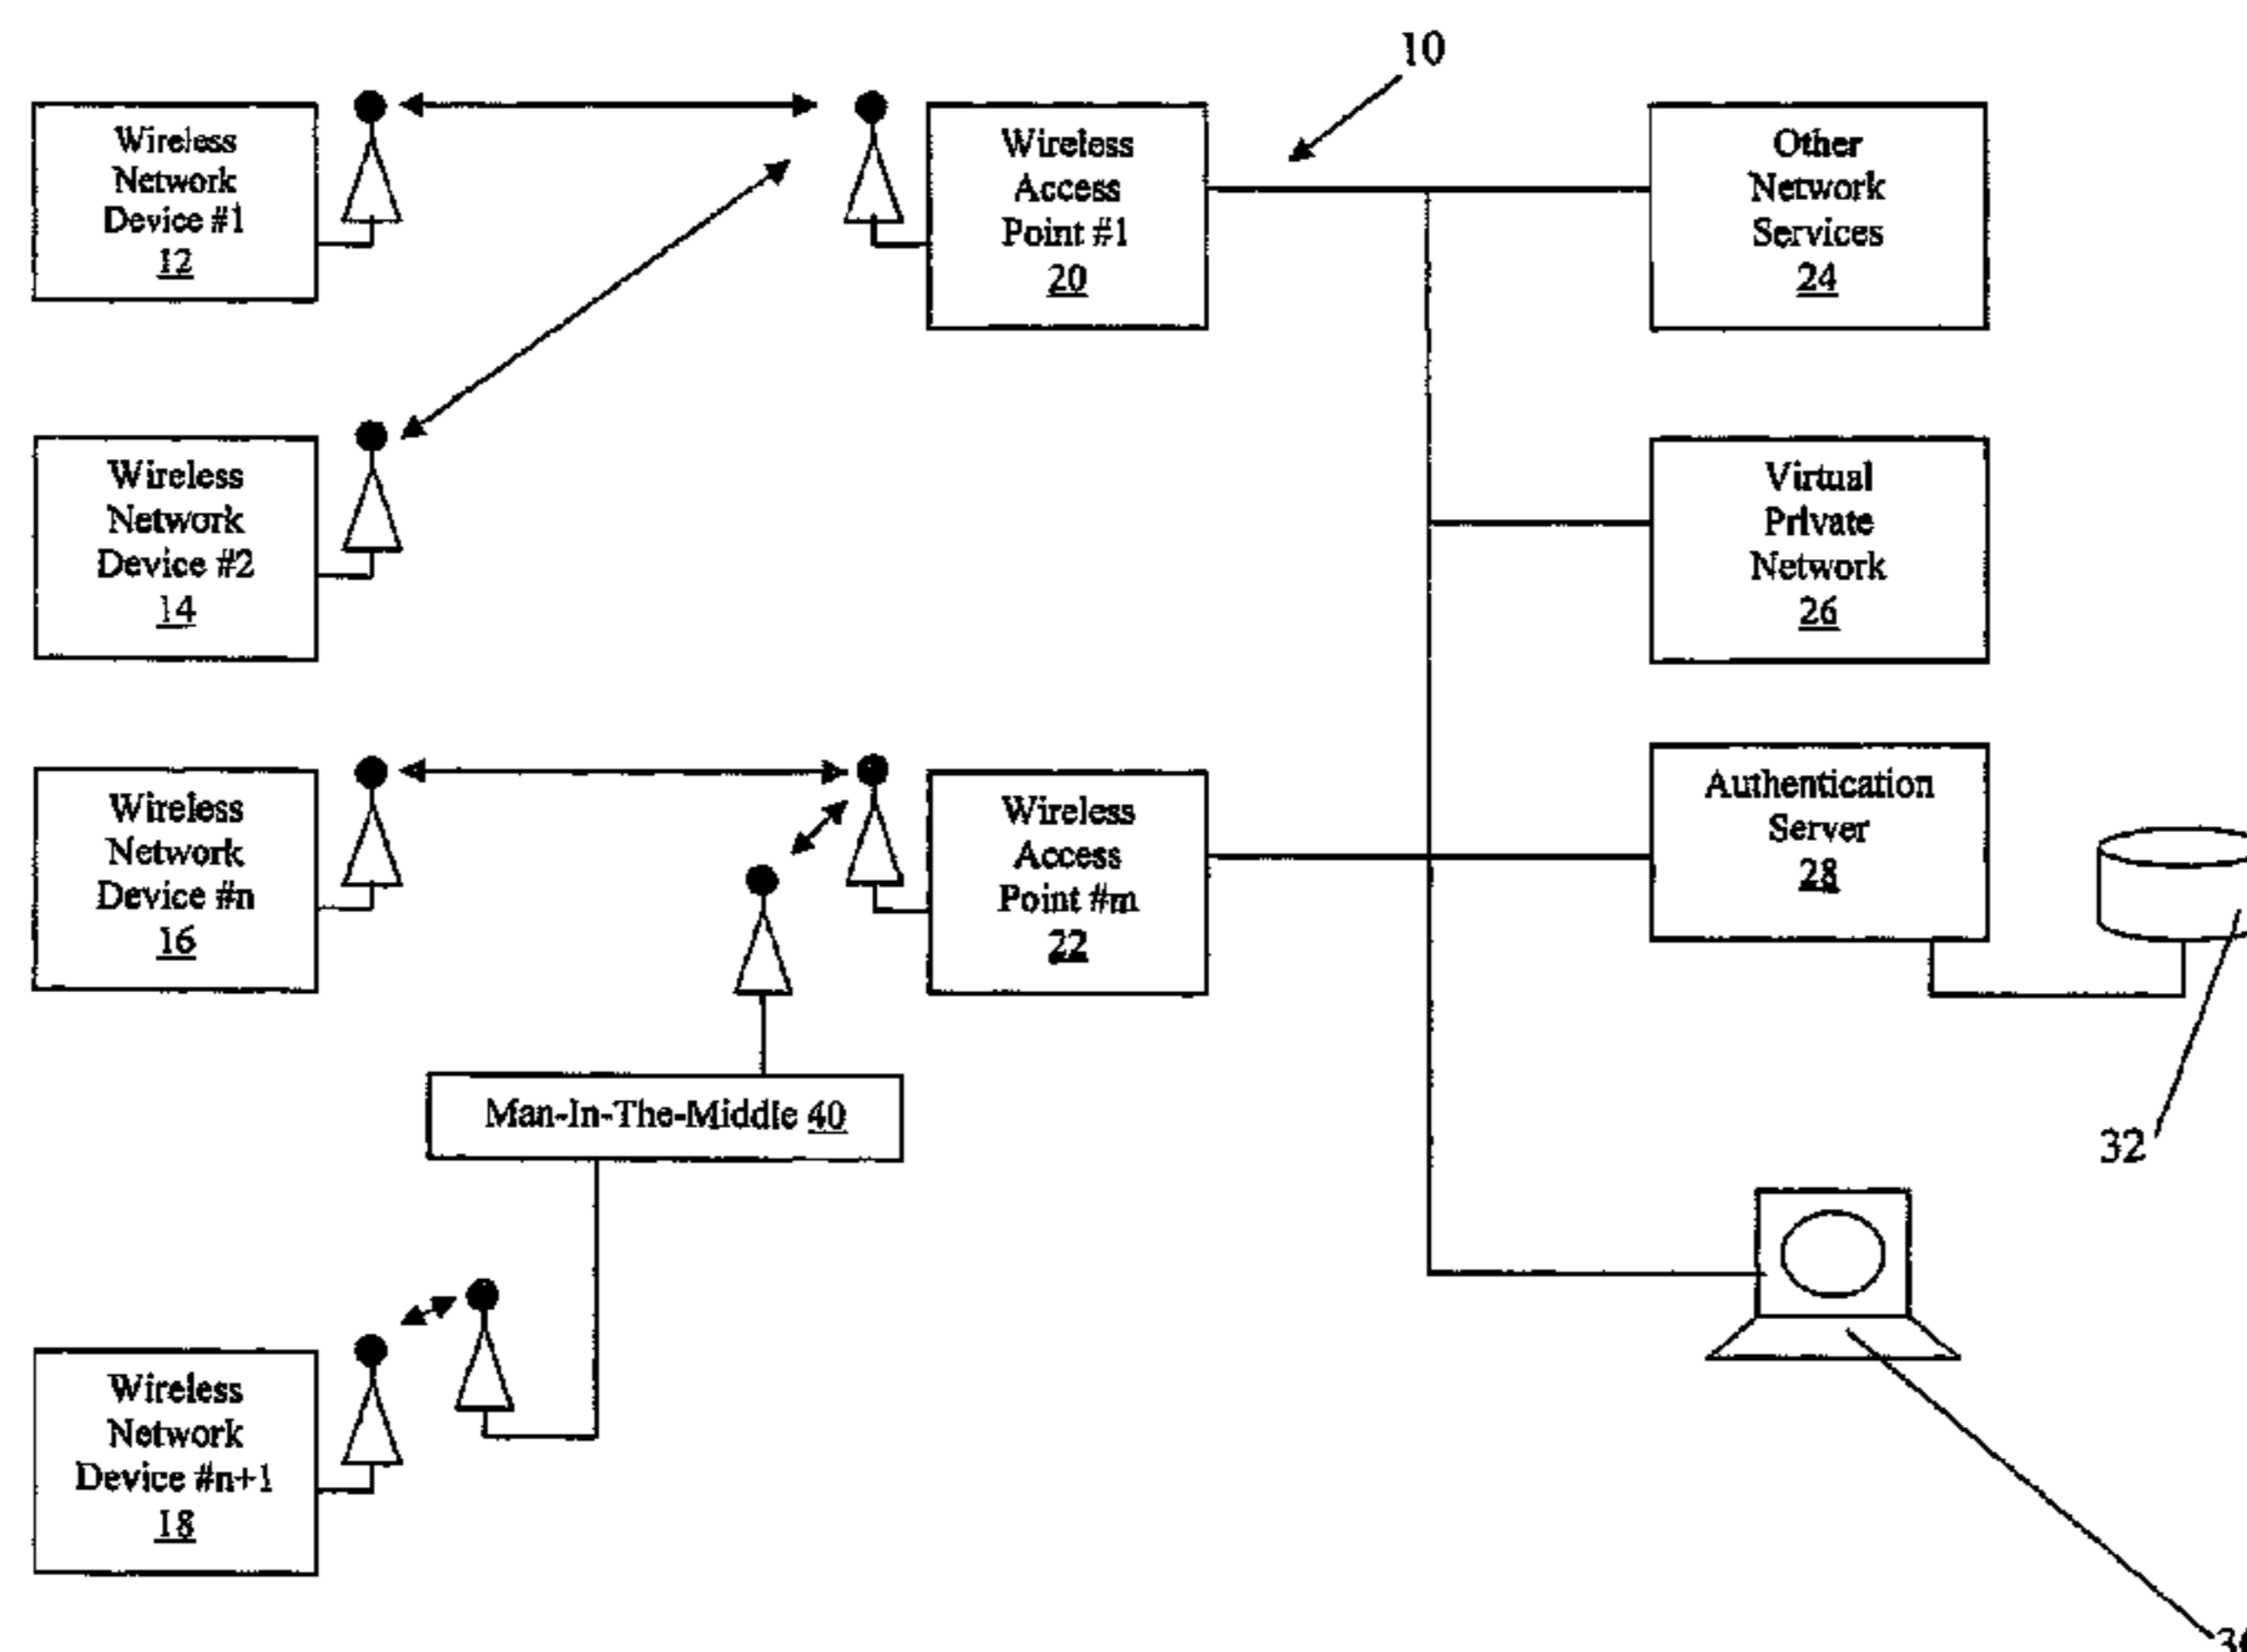 10
Wireless
Network
Device #1
12
Wireless
Access
Point #1
20
Other
Network
Services
24
Wireless
Network
Device #2
14
Virtual
Private
Network
26
Wireless
Network
Device #n
16
Wireless
Access
Point #m
22
Authentication
Server
28
Man-In-The-Middle 40
32
Wireless
Network
Device #n+1
18